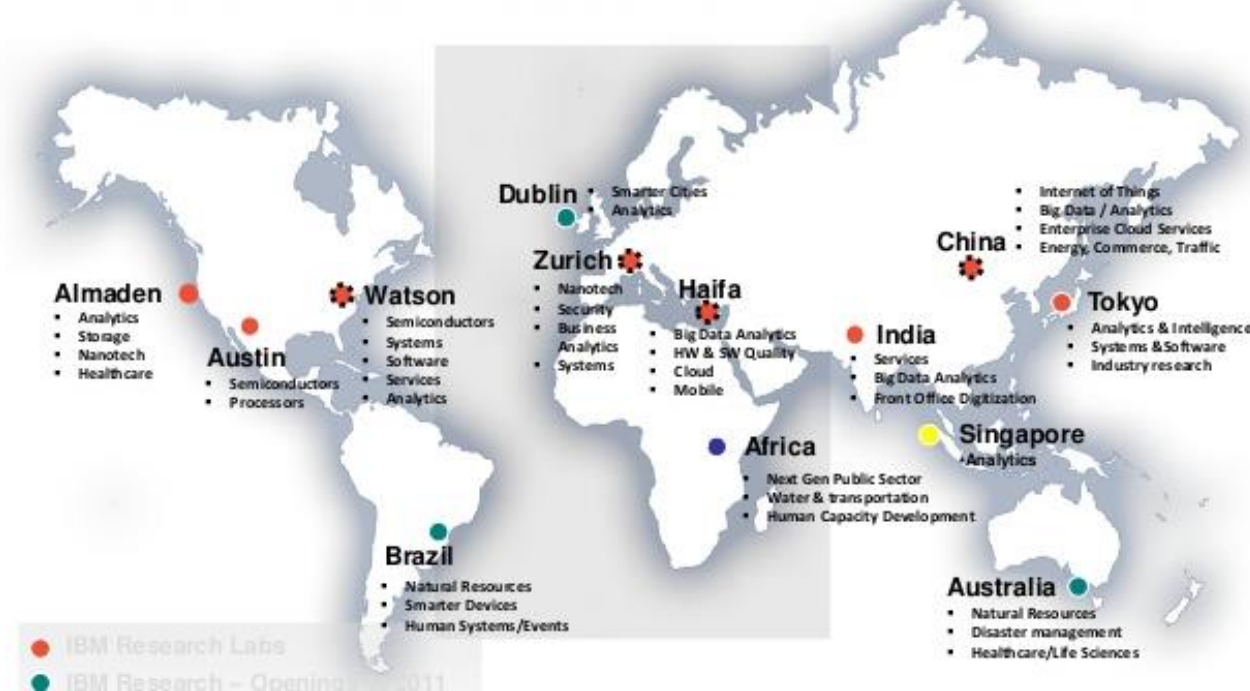 Dublin
Smarter Cities
Analytics
Internet of Things
Big Data / Analytics
Enterprise Cloud Services
Energy, Commerce, Traffic
China
Zurich
Nanotech
Security
Business
Analytics
Systems
Haifa
Big Data Analytics
HW & SW Quality
Cloud
Mobile
Almaden
Analytics
Storage
Nanotech
Healthcare
Watson
Semiconductors
Systems
Software
Services
Analytics
Austin
Semiconductors
Processors
India
Services
Big Data Analytics
Front Office Digitization
Tokyo
Analytics & Intelligence
Systems & Software
Industry research
Singapore
Analytics
Africa
Next Gen Public Sector
Water & transportation
Human Capacity Development
Brazil
Natural Resources
Smarter Devices
Human Systems/Events
Australia
Natural Resources
Disaster management
Healthcare/Life Sciences
IBM Research Labs
IBM Research – Openings 2011